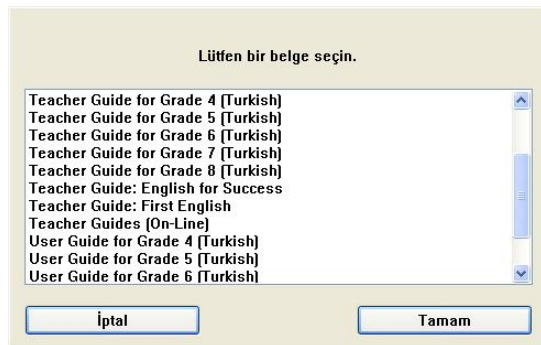 Lütfen bir belge seçin.
Teacher Guide for Grade 4 (Turkish)
Teacher Guide for Grade 5 (Turkish)
Teacher Guide for Grade 6 (Turkish)
Teacher Guide for Grade 7 (Turkish)
Teacher Guide for Grade 8 (Turkish)
Teacher Guide: English for Success
Teacher Guide: First English
Teacher Guides (On-Line)
User Guide for Grade 4 (Turkish)
User Guide for Grade 5 (Turkish)
User Guide for Grade 6 (Turkish)
İptal
Tamam